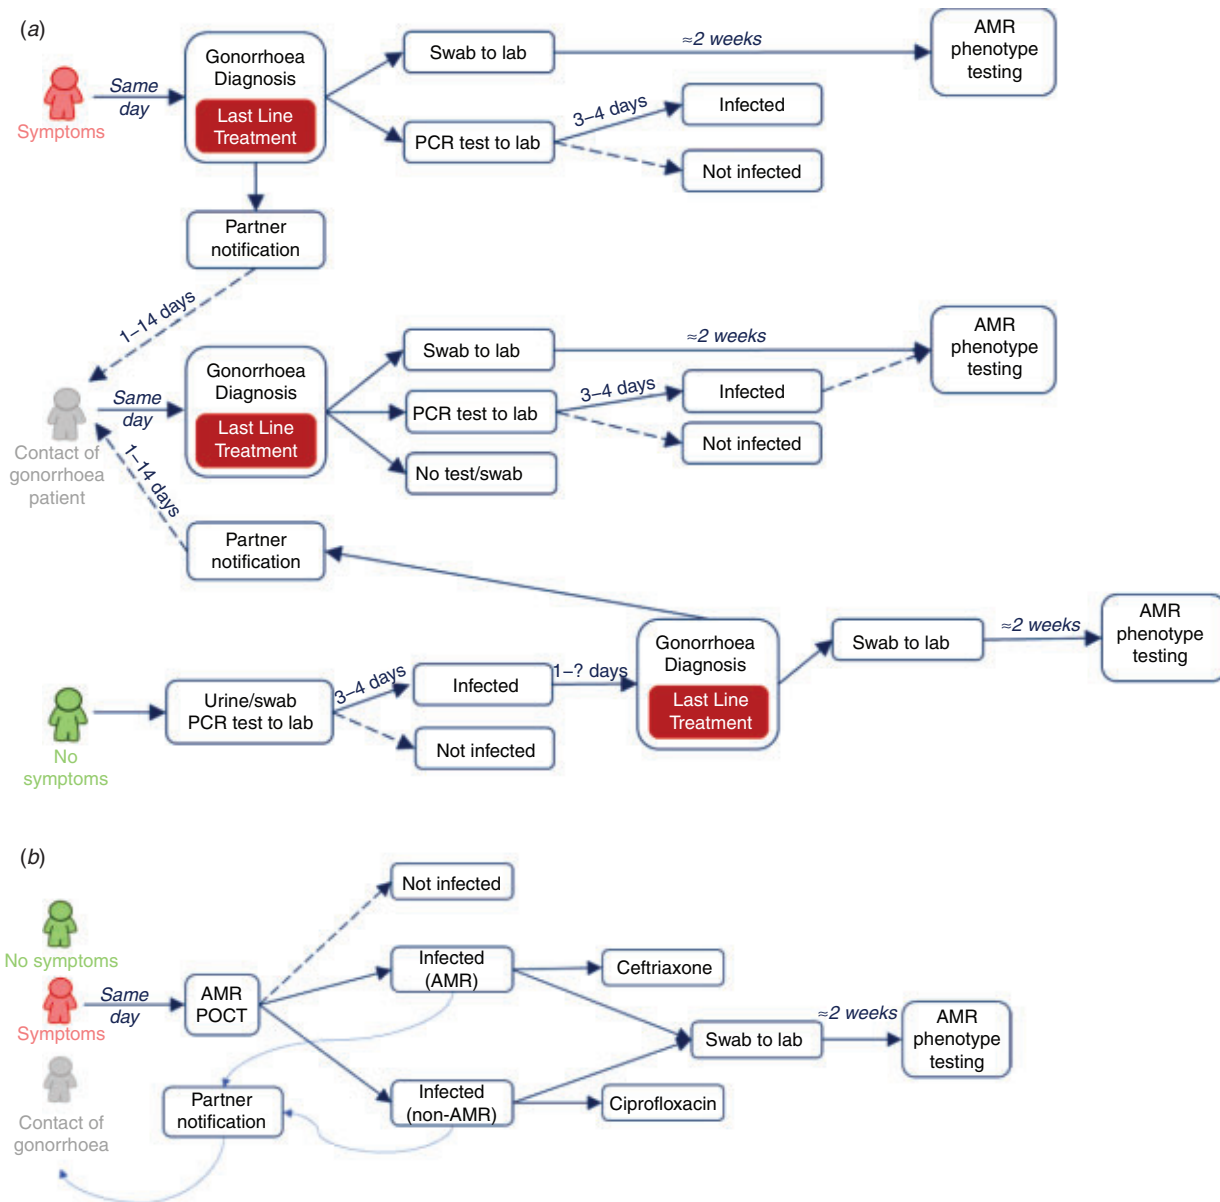 (a)
Symptoms
Same
day
Gonorrhoea
Diagnosis
Last Line
Treatment
Swab to lab
≈2 weeks
AMR
phenotype
testing
PCR test to lab
3–4 days
Infected
Not infected
Partner
notification
1–14 days
Contact of
gonorrhoea
patient
Same
day
Gonorrhoea
Diagnosis
Last Line
Treatment
Swab to lab
≈2 weeks
AMR
phenotype
testing
PCR test to lab
3–4 days
Infected
Not infected
No test/swab
1–14 days
Partner
notification
No
symptoms
Urine/swab
PCR test to lab
3–4 days
Infected
Not infected
1–? days
Gonorrhoea
Diagnosis
Last Line
Treatment
Swab to lab
≈2 weeks
AMR
phenotype
testing
(b)
No symptoms
Symptoms
Contact of
gonorrhoea
Same
day
AMR
POCT
Not infected
Infected
(AMR)
Infected
(non-AMR)
Partner
notification
Ceftriaxone
Ciprofloxacin
Swab to lab
≈2 weeks
AMR
phenotype
testing